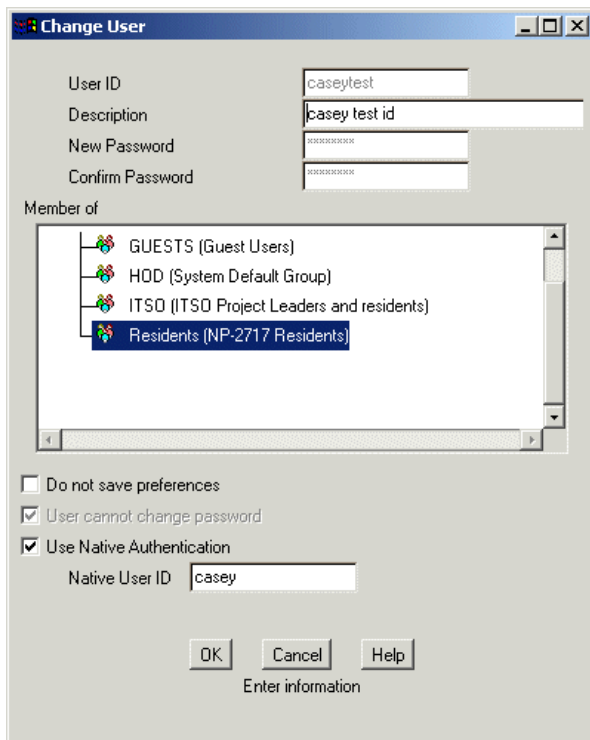 Change User
User ID caseytest
Description casey test id
New Password ********
Confirm Password ********
Member of
GUESTS (Guest Users)
HOD (System Default Group)
ITSO (ITSO Project Leaders and residents)
Residents (NP-2717 Residents)
Do not save preferences
User cannot change password
Use Native Authentication
Native User ID casey
OK Cancel Help
Enter information